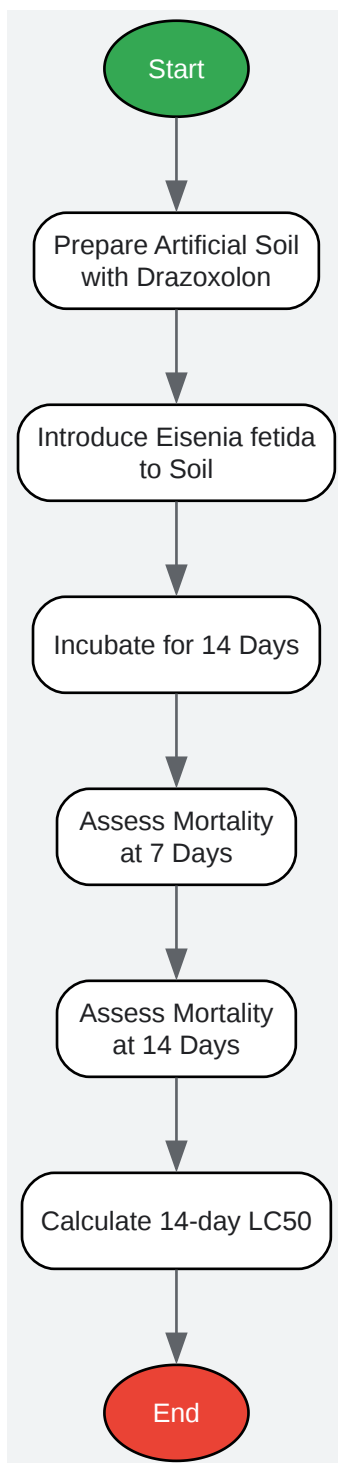 Start
Prepare Artificial Soil
with Drazoxolon
Introduce Eisenia fetida
to Soil
Incubate for 14 Days
Assess Mortality
at 7 Days
Assess Mortality
at 14 Days
Calculate 14-day LC50
End